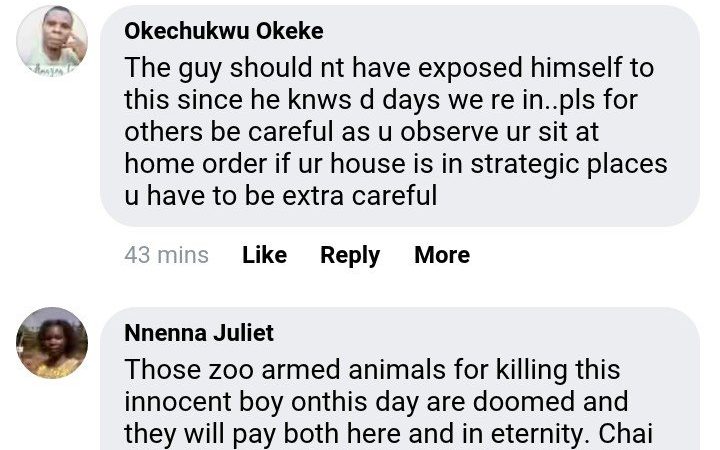 Okechukwu Okeke
The guy should nt have exposed himself to
this since he knws d days we re in..pls for
others be careful as u observe ur sit at
home order if ur house is in strategic places
u have to be extra careful
43 mins Like Reply More
Nnenna Juliet
Those zoo armed animals for killing this
innocent boy onthis day are doomed and
they will pay both here and in eternity. Chai